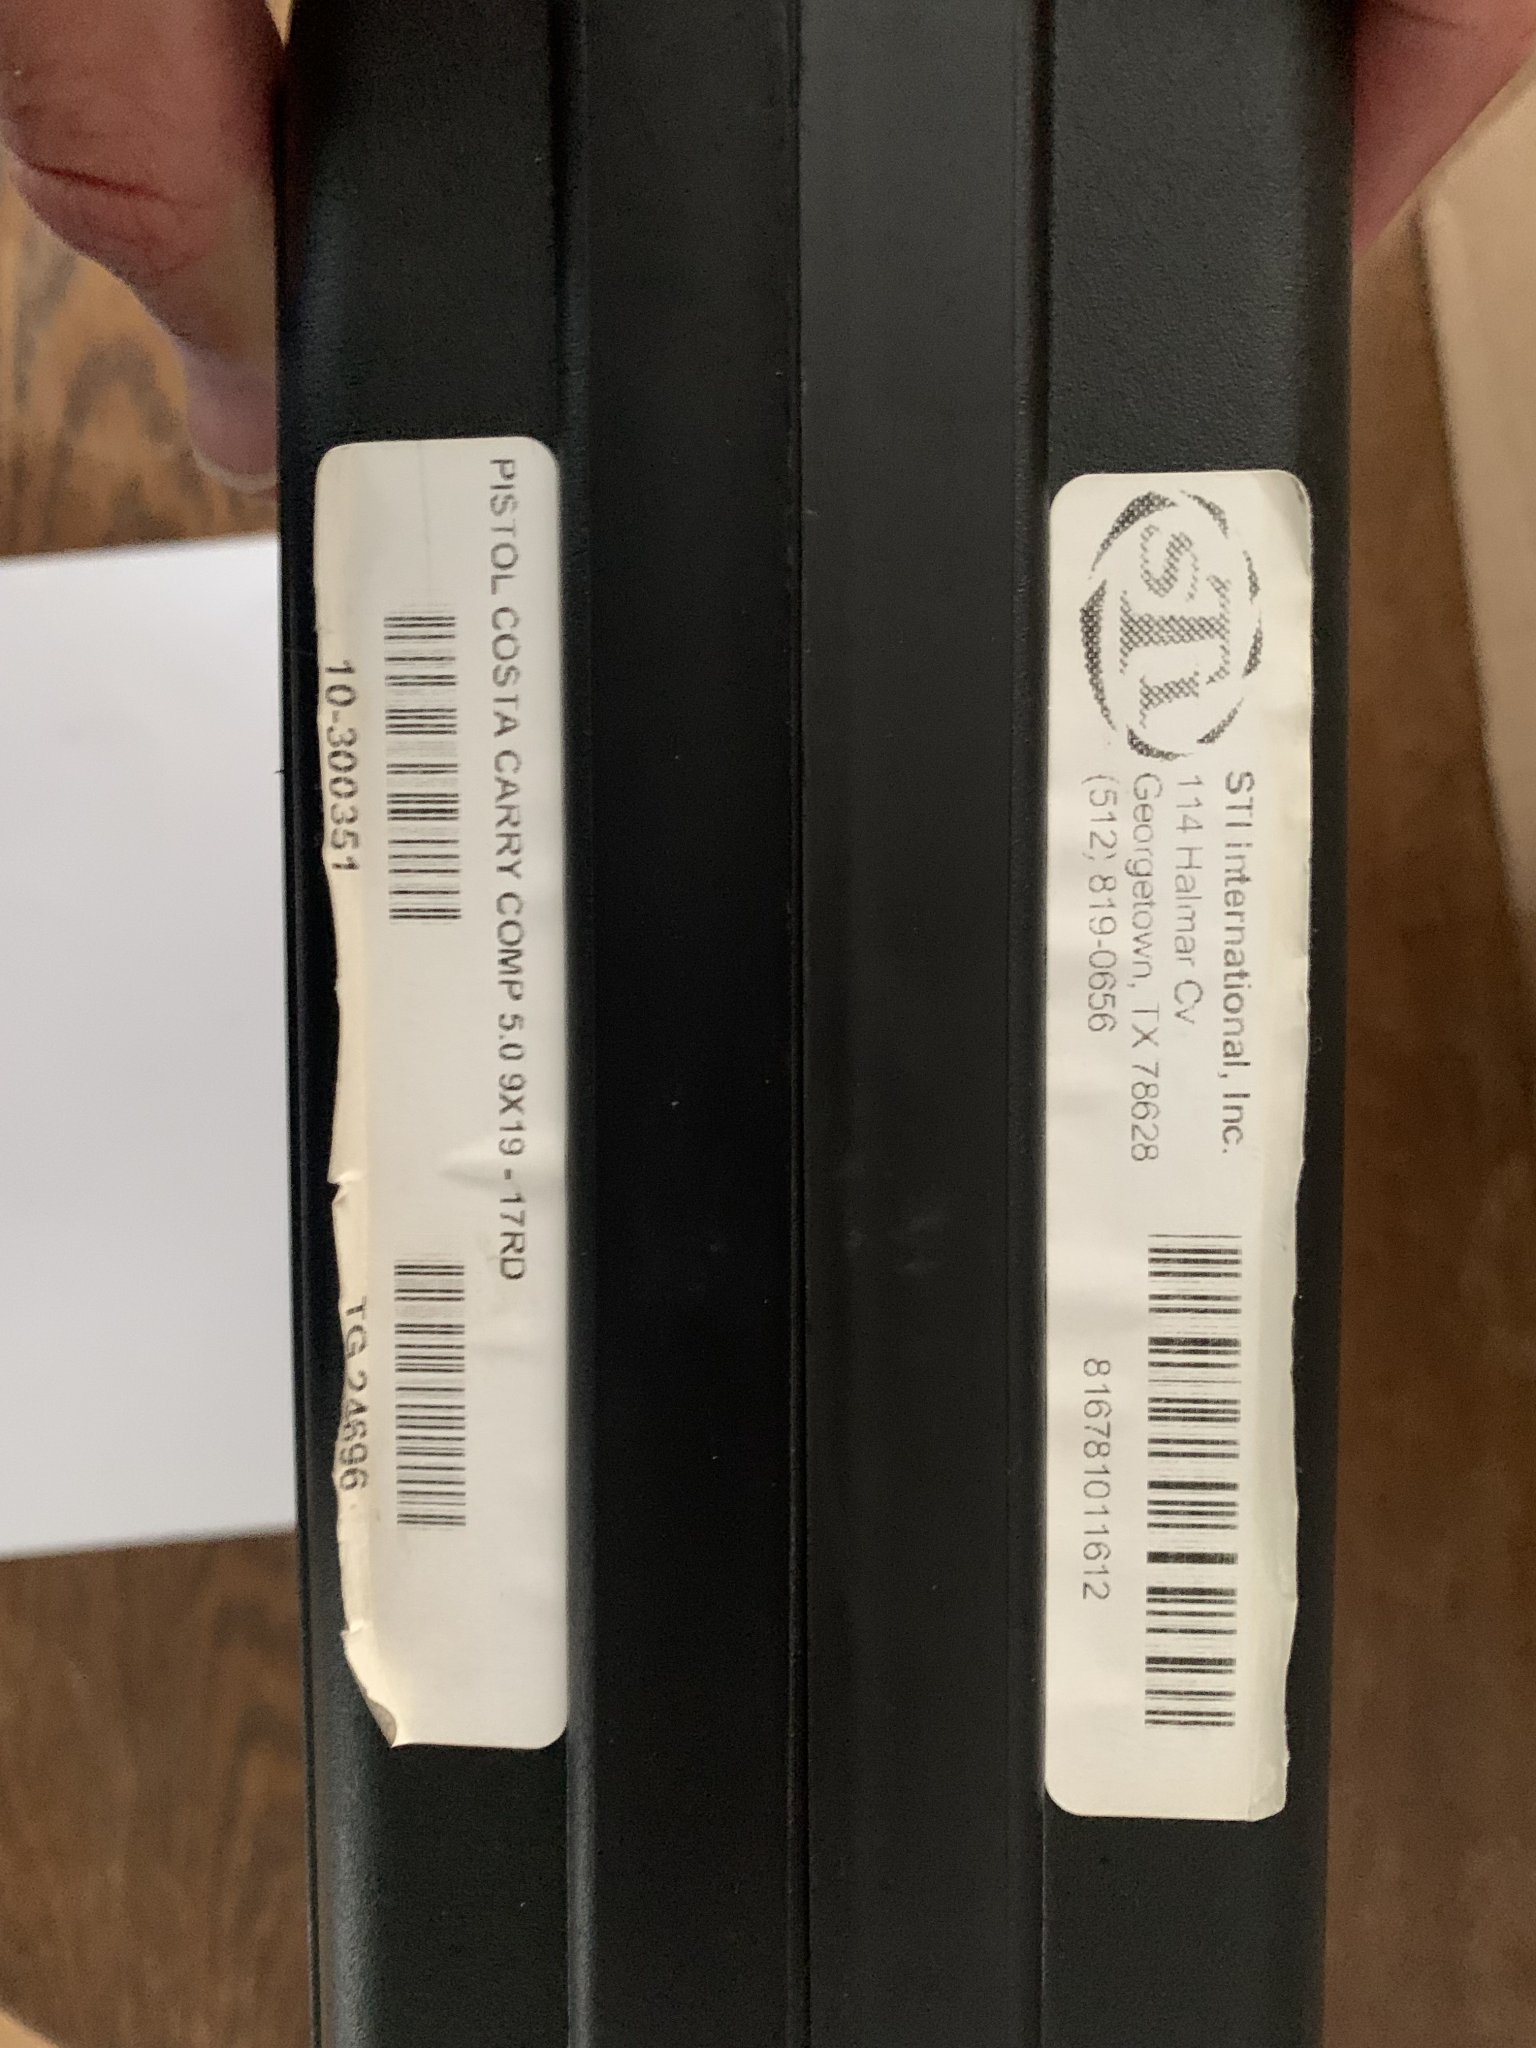 STI
STI International, Inc.
114 Halmar Cv
Georgetown, TX 78628
(512) 819-0656
816781011612
PISTOL COSTA CARRY COMP 5.0 9X19 - 17RD
10-300351
TG 24696